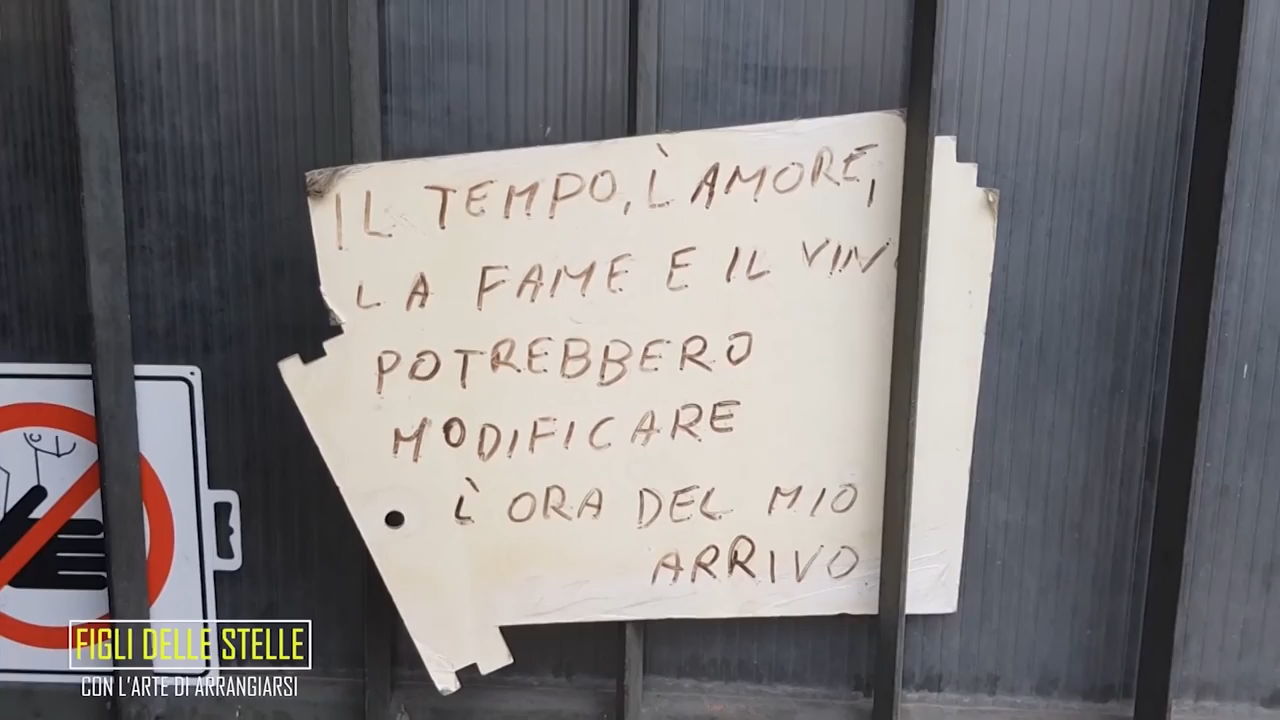 IL TEMPO, L'AMORE,
LA FAME E IL VIN
POTREBBERO
MODIFICARE
L'ORA DEL MIO
ARRIVO
FIGLI DELLE STELLE
CON L'ARTE DI ARRANGIARSI